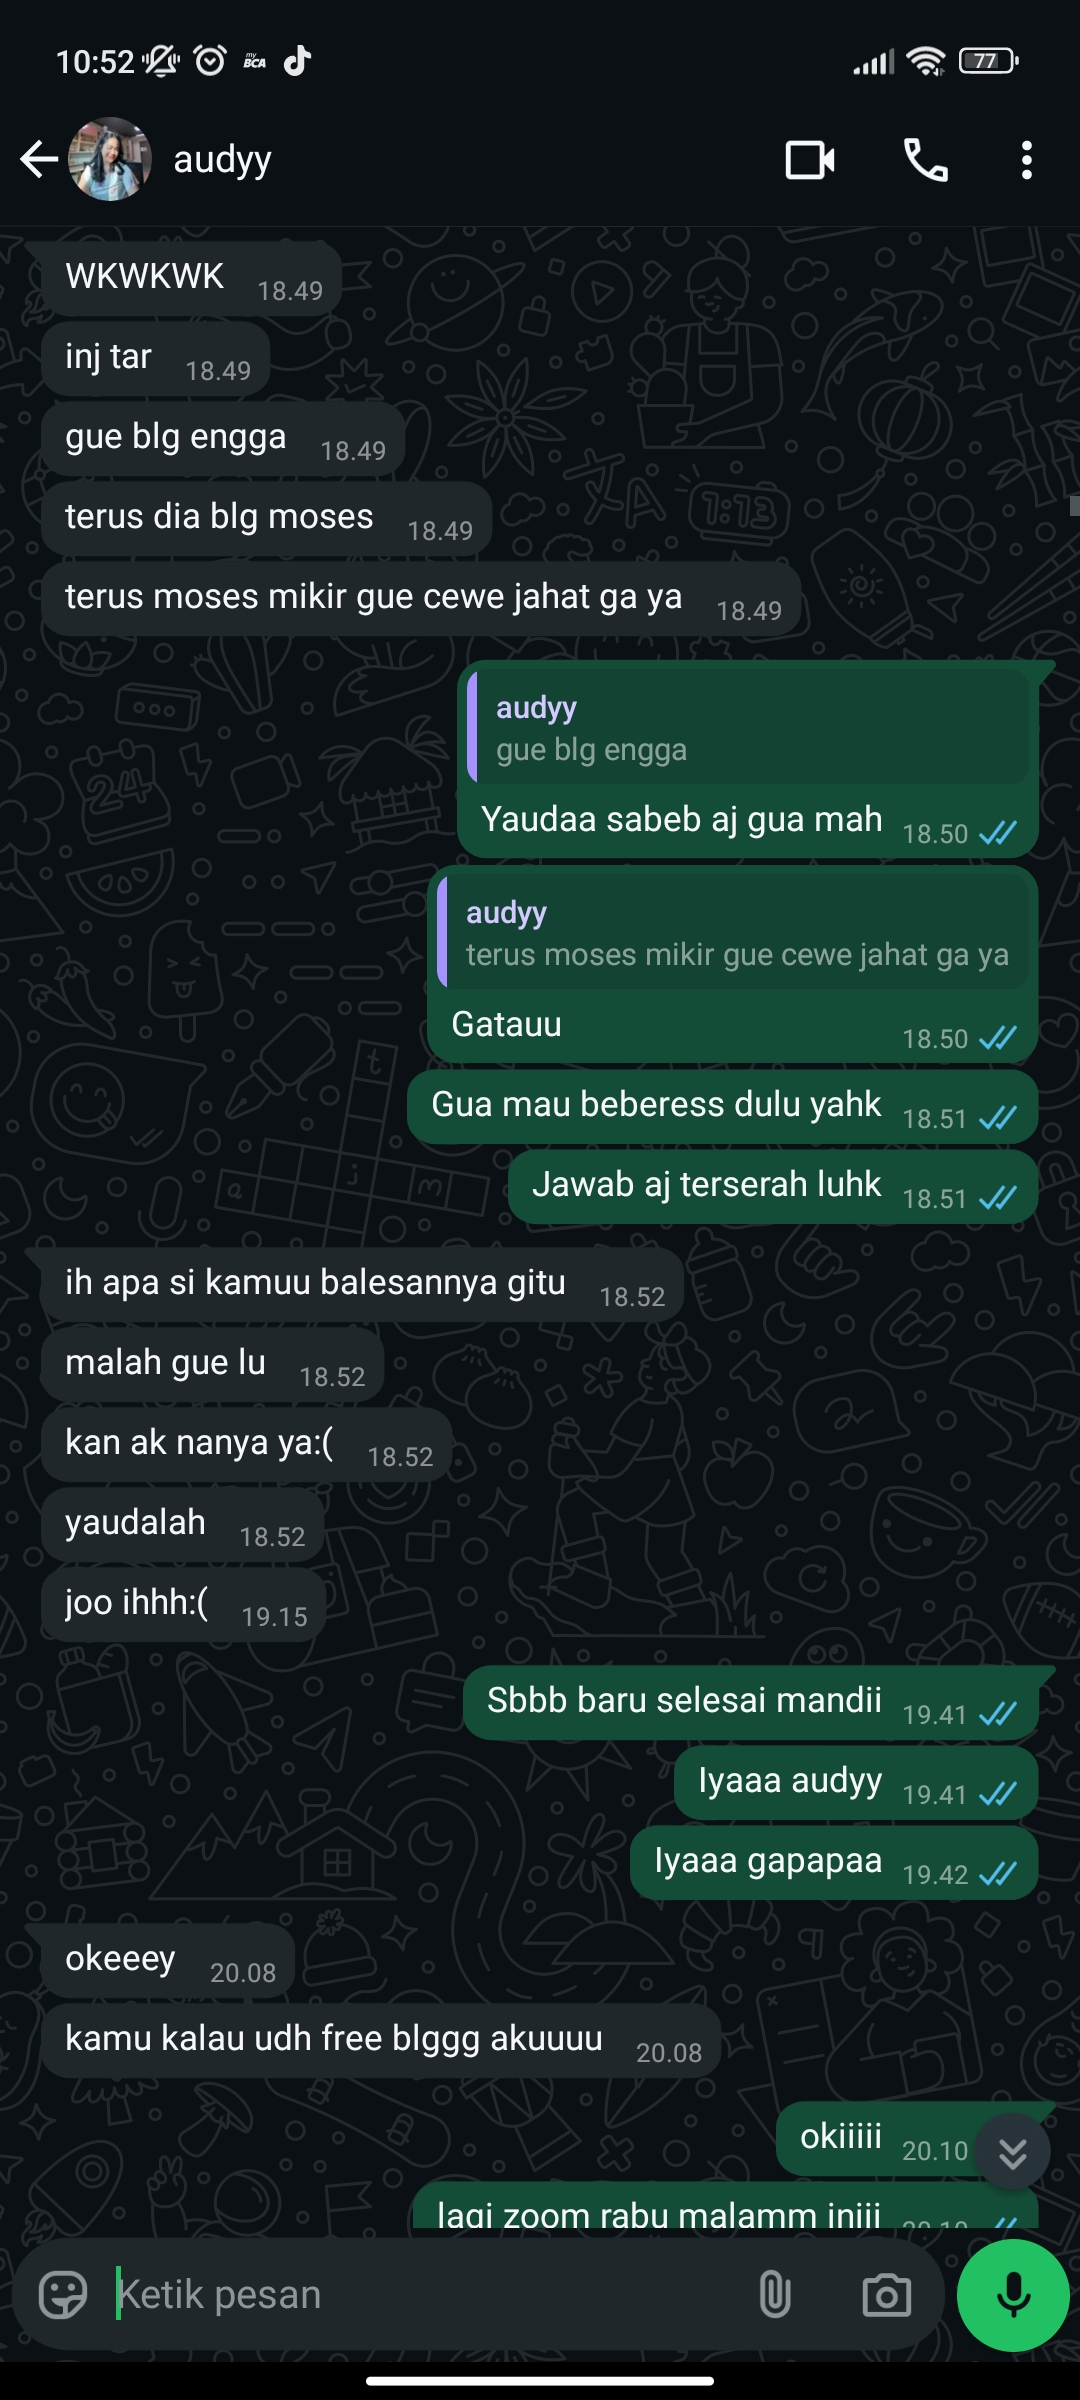 10:52
my
BCA
77
audyy
WKWKWK 18.49
inj tar 18.49
gue blg engga 18.49
terus dia blg moses 18.49
terus moses mikir gue cewe jahat ga ya 18.49
audyy
gue blg engga
Yaudaa sabeb aj gua mah 18.50
audyy
terus moses mikir gue cewe jahat ga ya
Gatauu 18.50
Gua mau beberess dulu yahk 18.51
Jawab aj terserah luhk 18.51
ih apa si kamuu balesannya gitu 18.52
malah gue lu 18.52
kan ak nanya ya:( 18.52
yaudalah 18.52
joo ihhh:( 19.15
Sbbb baru selesai mandii 19.41
Iyaaa audyy 19.41
Iyaaa gapapaa 19.42
okeeey 20.08
kamu kalau udh free blggg akuuuu 20.08
okiiiii 20.10
lagi zoom rabu malamm iniii 20.10
Ketik pesan